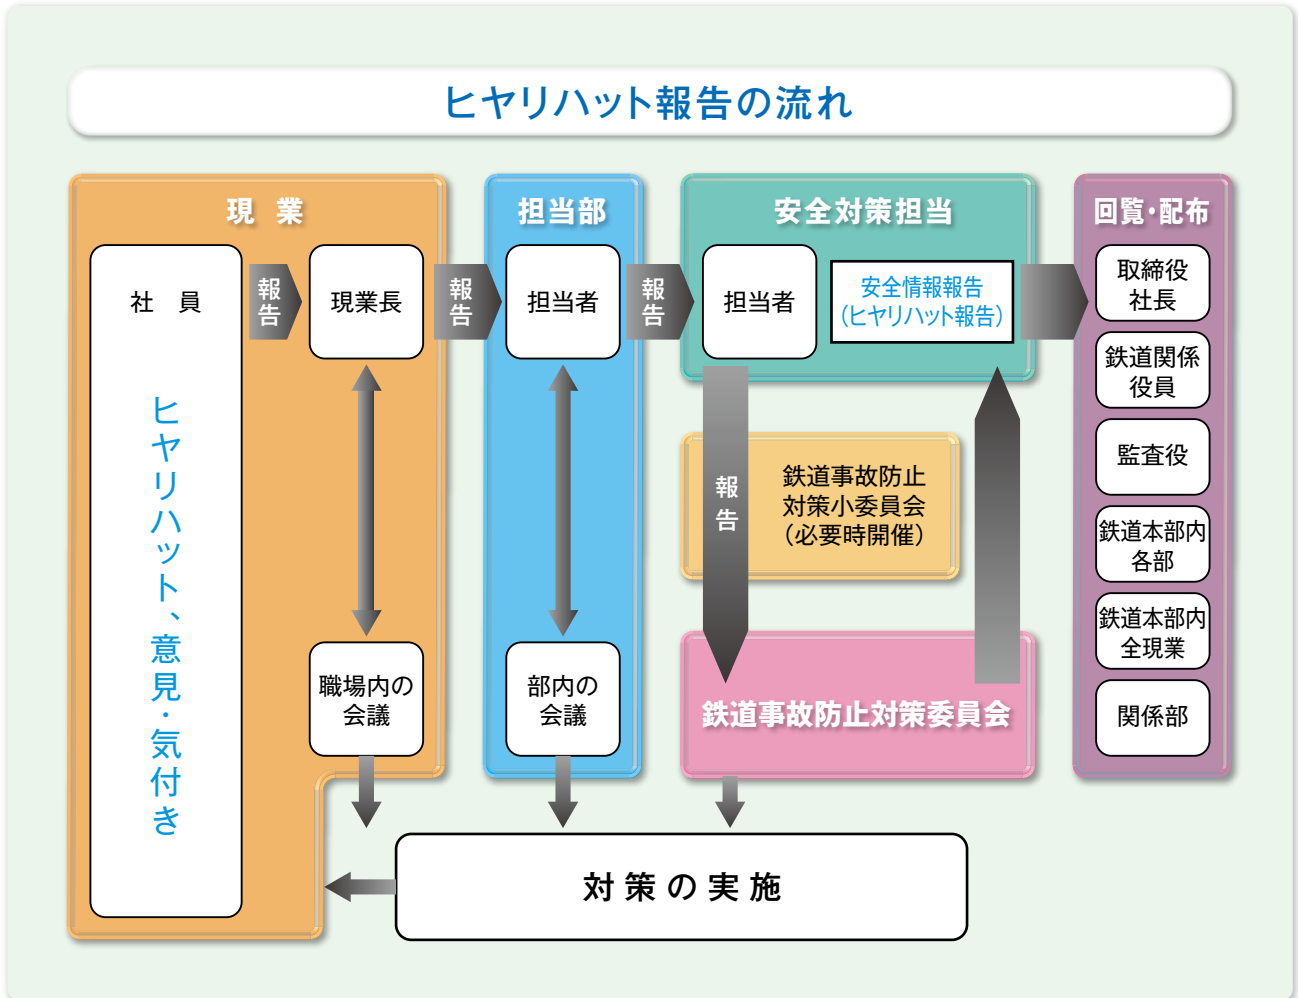 ヒヤリハット報告の流れ
現 業
社 員
ヒヤリハット、意見・気付き
報告
現業長
職場内の
会議
報告
担当部
担当者
部内の
会議
報告
安全対策担当
担当者
安全情報報告
（ヒヤリハット報告）
報告
鉄道事故防止
対策小委員会
（必要時開催）
鉄道事故防止対策委員会
回覧・配布
取締役
社長
鉄道関係
役員
監査役
鉄道本部内
各部
鉄道本部内
全現業
関係部
対策の実施